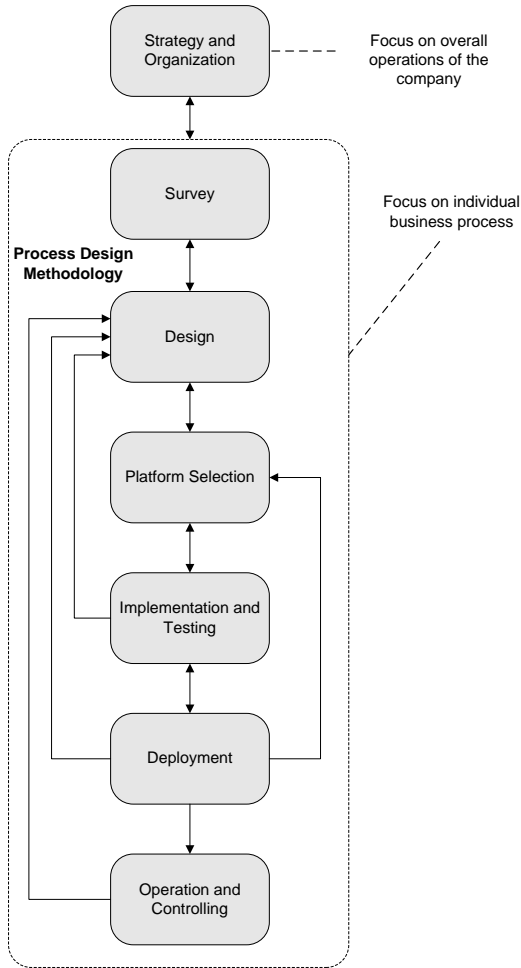 Strategy and
Organization
Focus on overall
operations of the
company
Survey
Focus on individual
business process
Process Design
Methodology
Design
Platform Selection
Implementation and
Testing
Deployment
Operation and
Controlling